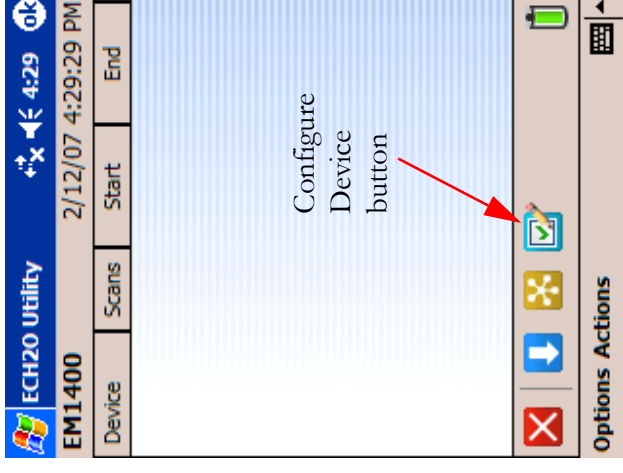 ECH2O Utility 4:29 ok
EM1400 2/12/07 4:29:29 PM
Device Scans Start End
Configure
Device
button
Options Actions